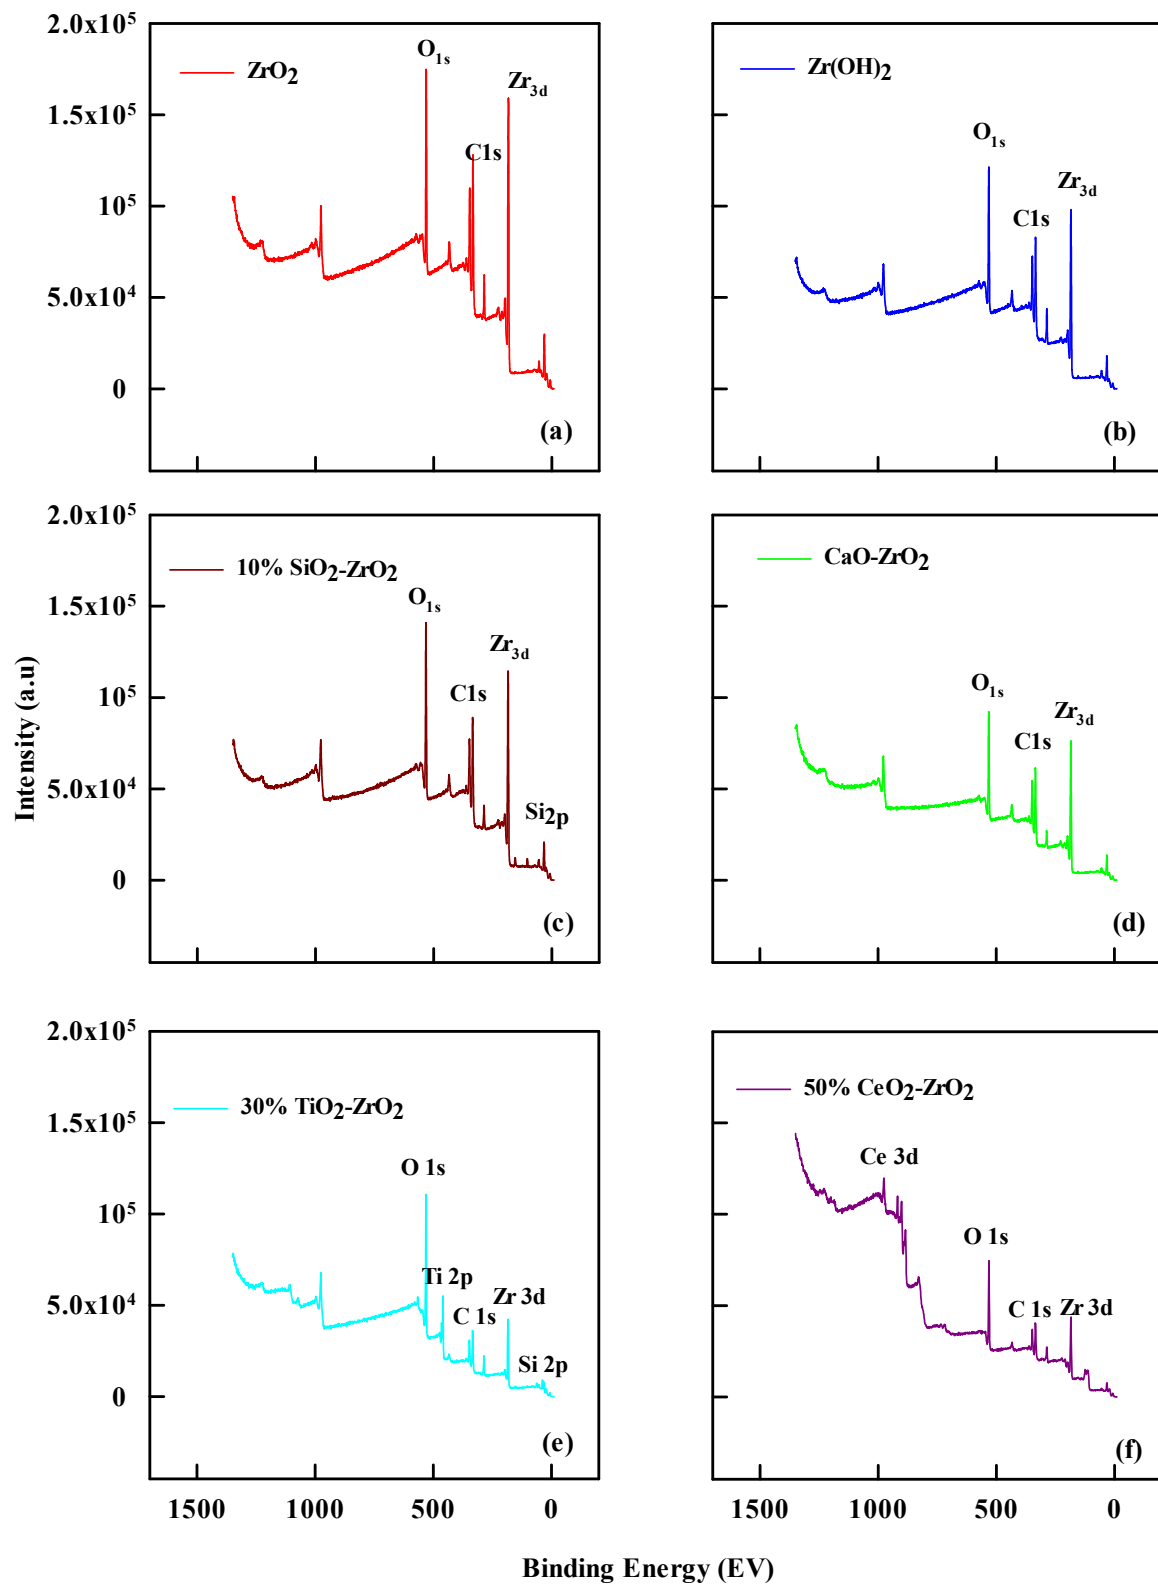 2.0x10⁵
1.5x10⁵
10⁵
5.0x10⁴
0
ZrO₂
O₁ₛ
Zr₃d
C1s
(a)
Zr(OH)₂
O₁ₛ
Zr₃d
C1s
(b)
2.0x10⁵
1.5x10⁵
10⁵
5.0x10⁴
0
10% SiO₂-ZrO₂
O₁ₛ
Zr₃d
C1s
Si₂p
(c)
CaO-ZrO₂
O₁ₛ
Zr₃d
C1s
(d)
Intensity (a.u)
2.0x10⁵
1.5x10⁵
10⁵
5.0x10⁴
0
30% TiO₂-ZrO₂
O 1s
Ti 2p
Zr 3d
C 1s
Si 2p
(e)
50% CeO₂-ZrO₂
Ce 3d
O 1s
C 1s
Zr 3d
(f)
1500 1000 500 0
1500 1000 500 0
Binding Energy (EV)